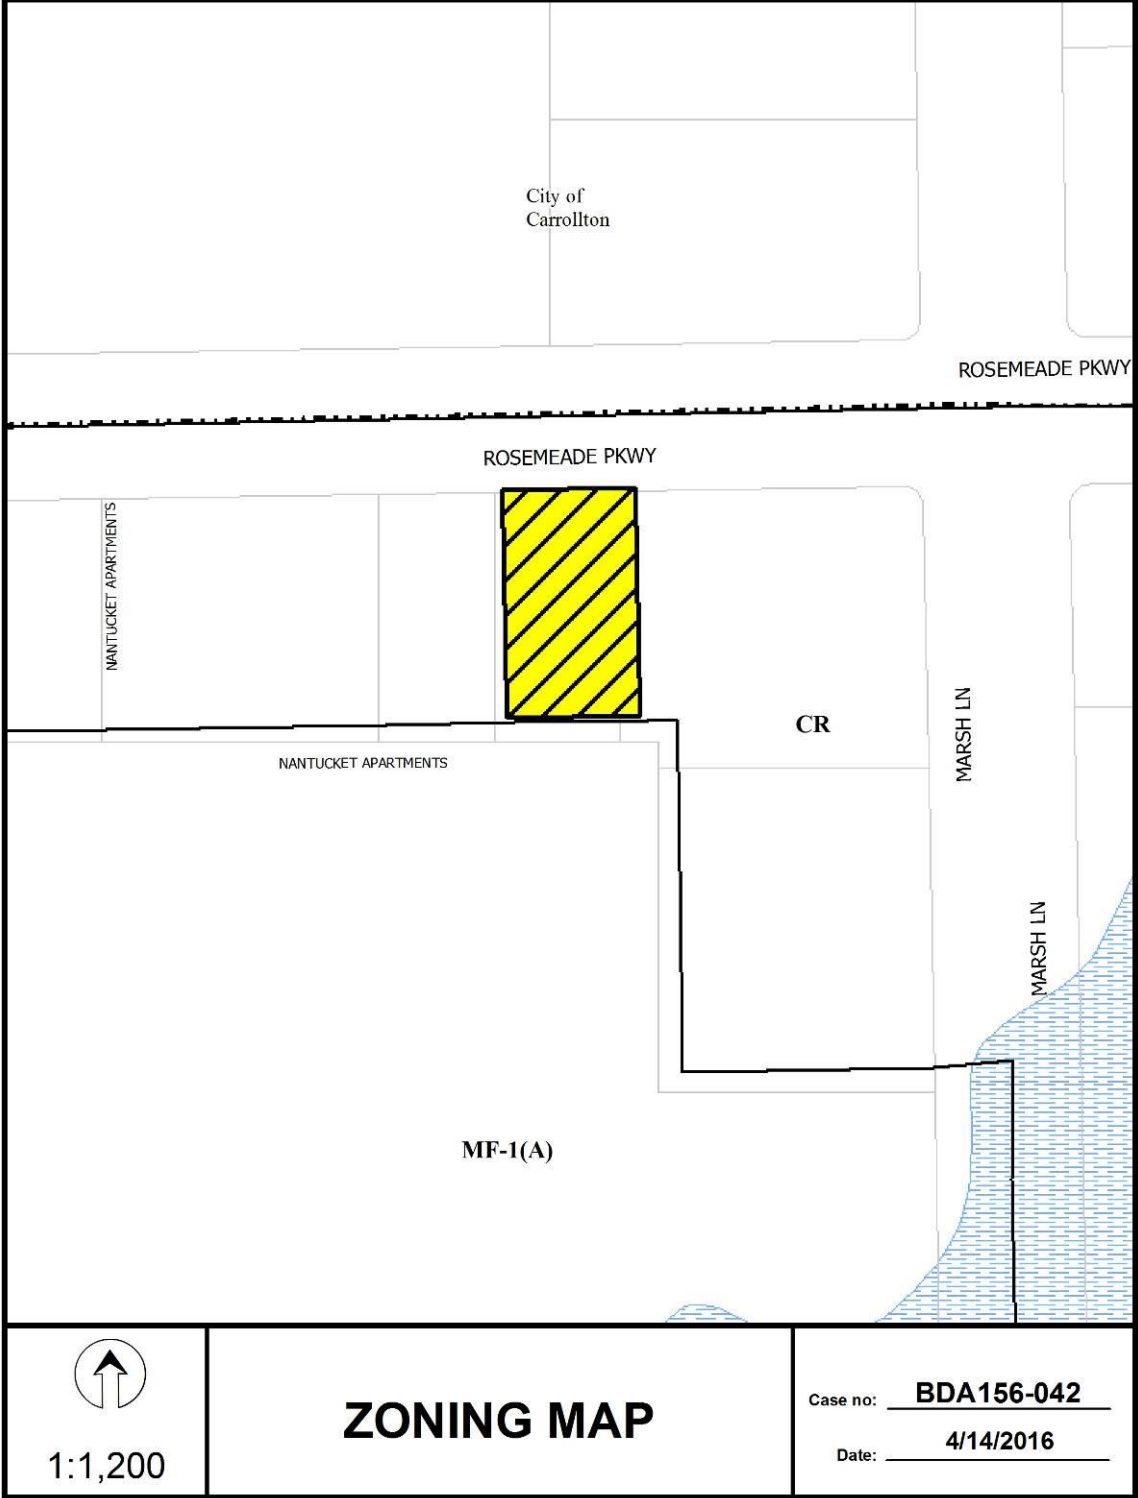 City of
Carrollton
ROSEMEADE PKWY
ROSEMEADE PKWY
NANTUCKET APARTMENTS
NANTUCKET APARTMENTS
CR
MARSH LN
MARSH LN
MF-1(A)
1:1,200
ZONING MAP
Case no: BDA156-042
Date: 4/14/2016